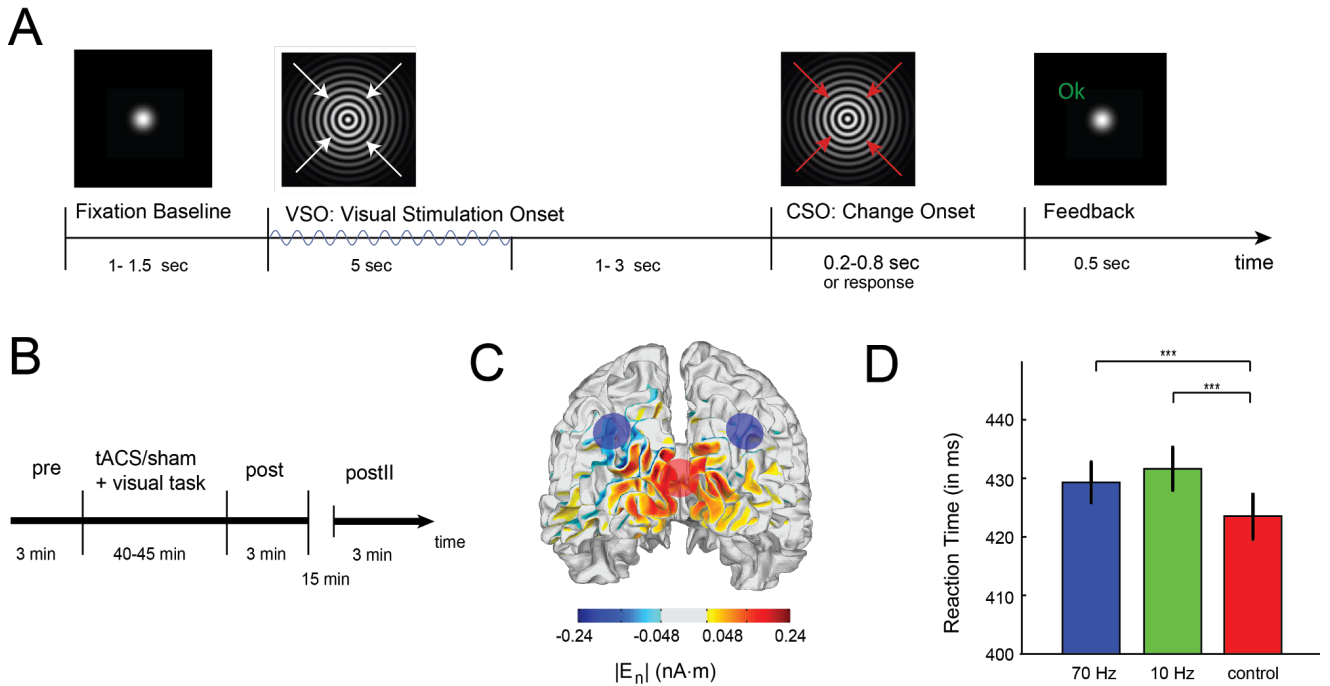 A
Ok
Fixation Baseline
VSO: Visual Stimulation Onset
CSO: Change Onset
Feedback
1- 1.5 sec
5 sec
1- 3 sec
0.2-0.8 sec
or response
0.5 sec
time
B
pre
tACS/sham
+ visual task
post
postII
time
3 min
40-45 min
3 min
15 min
3 min
C
-0.24
-0.048
0.048
0.24
|Eₙ| (nA·m)
D
***
***
Reaction Time (in ms)
440
430
420
410
400
70 Hz
10 Hz
control